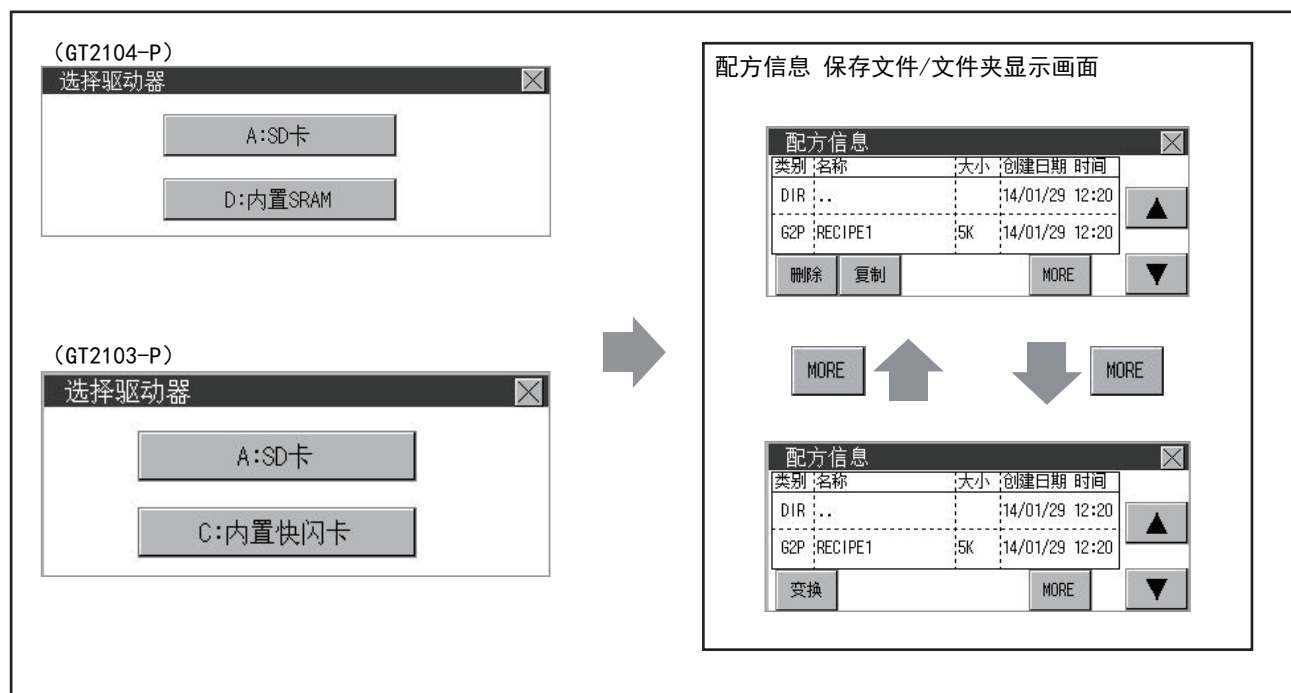 （GT2104-P）
选择驱动器
A:SD卡
D:内置SRAM
（GT2103-P）
选择驱动器
A:SD卡
C:内置快闪卡
配方信息 保存文件/文件夹显示画面
配方信息
类别 名称 大小 创建日期 时间
DIR .. 14/01/29 12:20
G2P RECIPE1 5K 14/01/29 12:20
删除 复制 MORE
MORE MORE
配方信息
类别 名称 大小 创建日期 时间
DIR .. 14/01/29 12:20
G2P RECIPE1 5K 14/01/29 12:20
变换 MORE